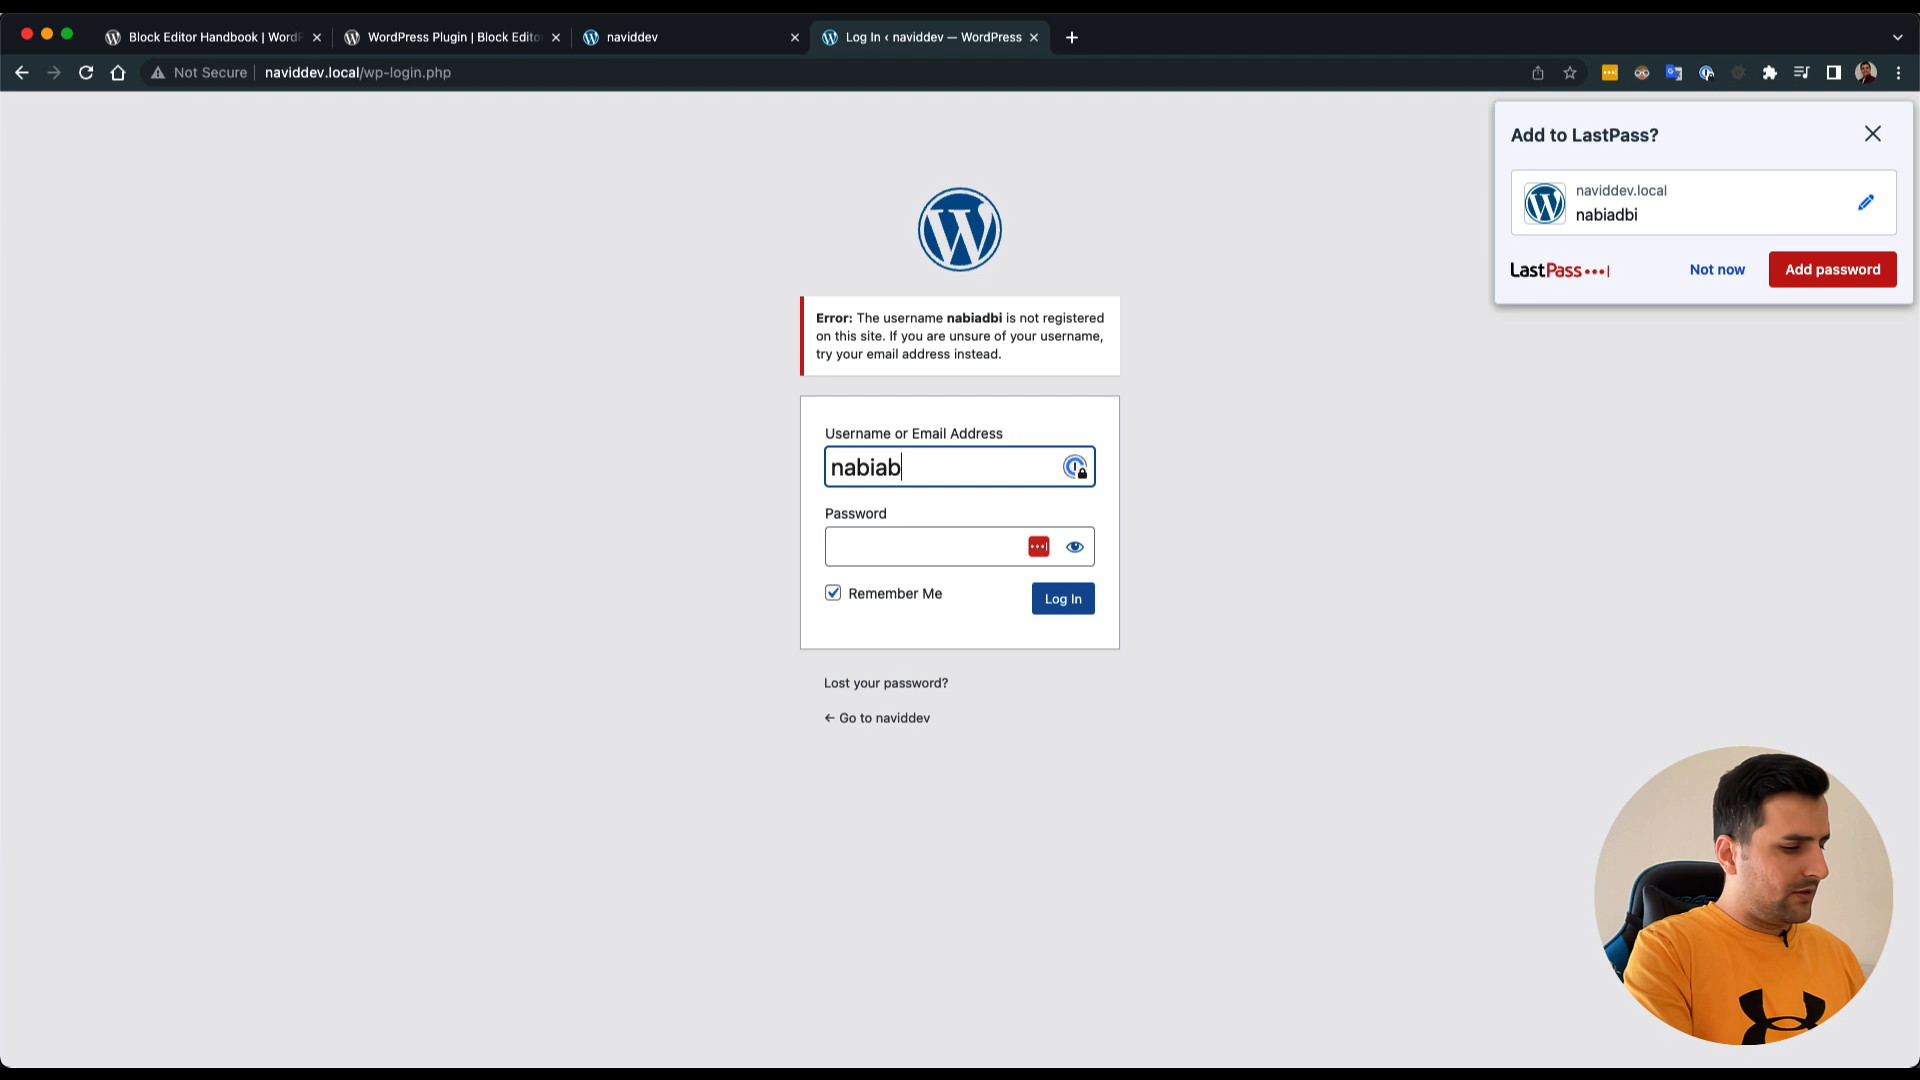 Block Editor Handbook | WordP
WordPress Plugin | Block Edito
naviddev
Log In ‹ naviddev — WordPress
Not Secure
naviddev.local/wp-login.php
Add to LastPass?
naviddev.local
nabiadbi
LastPass
Not now
Add password
Error: The username nabiadbi is not registered
on this site. If you are unsure of your username,
try your email address instead.
Username or Email Address
nabiab
Password
Remember Me
Log In
Lost your password?
← Go to naviddev